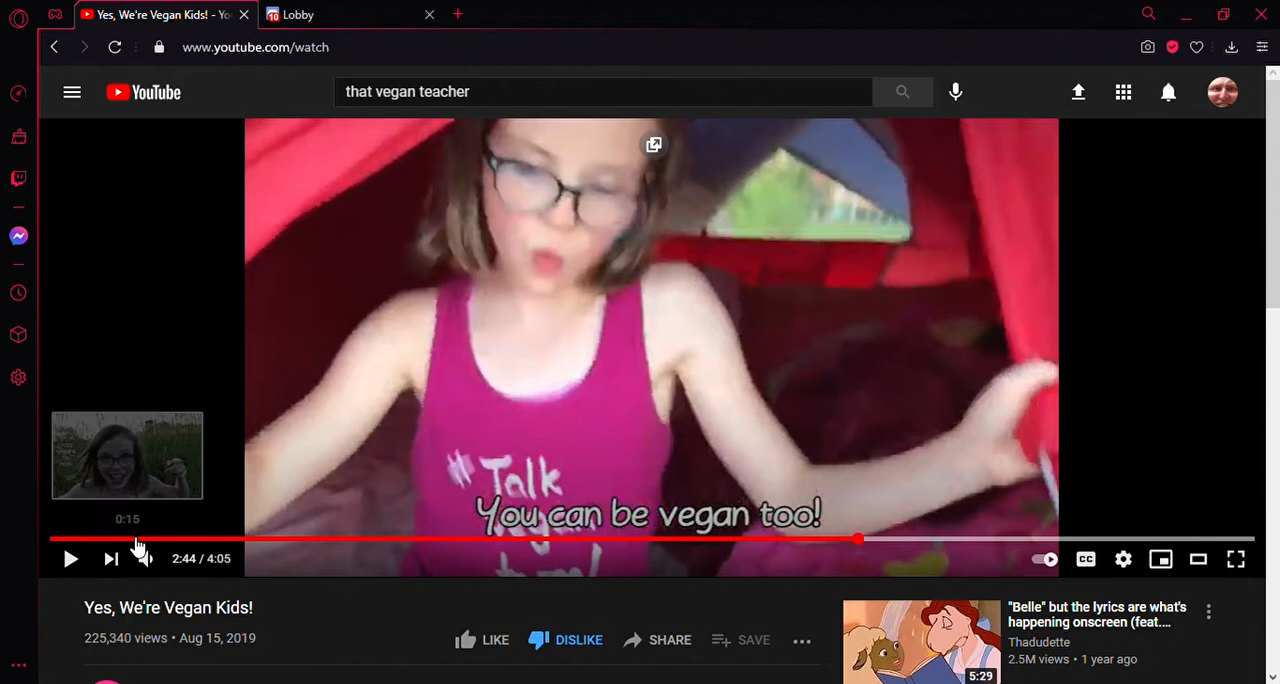 Yes, We're Vegan Kids! - Yo
10
Lobby
www.youtube.com/watch
YouTube
that vegan teacher
# Talk
You can be vegan too!
0:15
2:44 / 4:05
CC
Yes, We're Vegan Kids!
225,340 views • Aug 15, 2019
LIKE
DISLIKE
SHARE
SAVE
"Belle" but the lyrics are what's
happening onscreen (feat....
Thadudette
2.5M views • 1 year ago
5:29